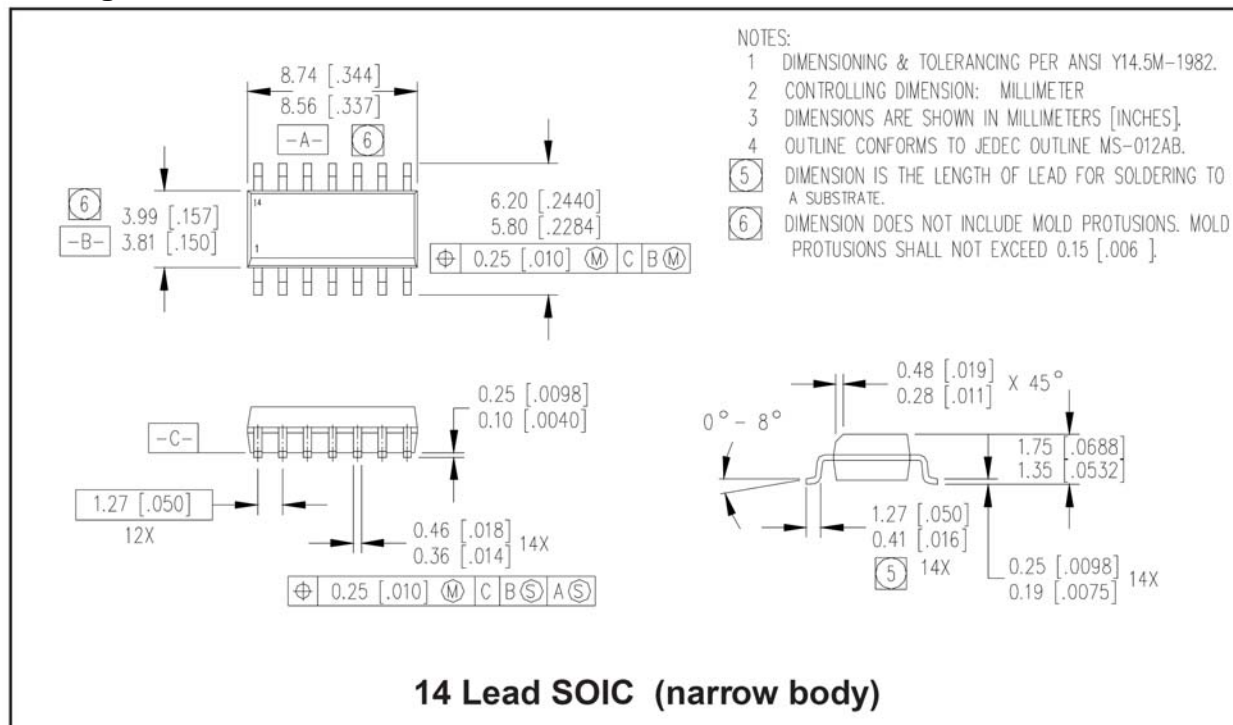 8.74 [.344]
8.56 [.337]
-A- 6
6
3.99 [.157]
3.81 [.150]
-B-
14
1
6.20 [.2440]
5.80 [.2284]
⌖ 0.25 [.010] Ⓜ C B Ⓜ
NOTES:
1 DIMENSIONING & TOLERANCING PER ANSI Y14.5M-1982.
2 CONTROLLING DIMENSION: MILLIMETER
3 DIMENSIONS ARE SHOWN IN MILLIMETERS [INCHES].
4 OUTLINE CONFORMS TO JEDEC OUTLINE MS-012AB.
5 DIMENSION IS THE LENGTH OF LEAD FOR SOLDERING TO
A SUBSTRATE.
6 DIMENSION DOES NOT INCLUDE MOLD PROTUSIONS. MOLD
PROTUSIONS SHALL NOT EXCEED 0.15 [.006 ].
-C-
0.25 [.0098]
0.10 [.0040]
1.27 [.050]
12X
0.46 [.018]
0.36 [.014] 14X
⌖ 0.25 [.010] Ⓜ C B Ⓢ A Ⓢ
0.48 [.019]
0.28 [.011] X 45°
0°-8°
1.75 [.0688]
1.35 [.0532]
1.27 [.050]
0.41 [.016]
5 14X
0.25 [.0098]
0.19 [.0075] 14X
14 Lead SOIC (narrow body)